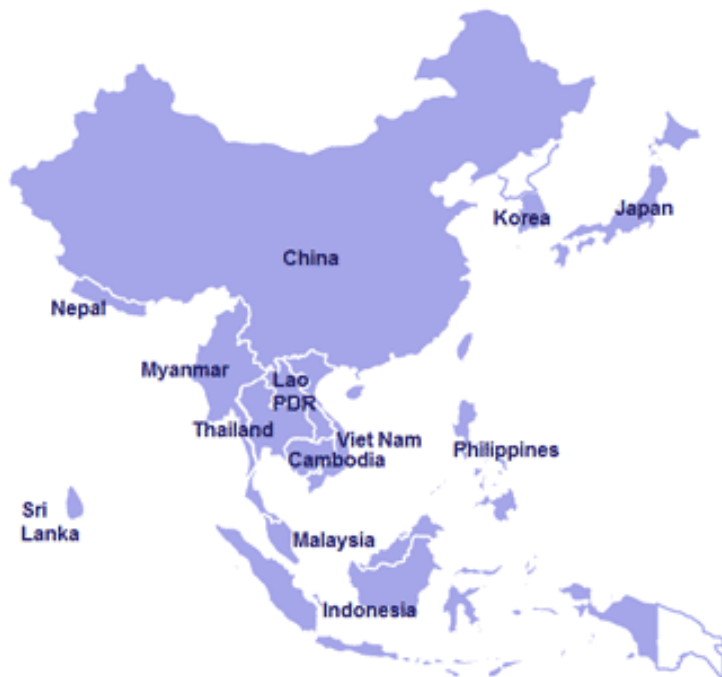 Korea
Japan
China
Nepal
Myanmar
Lao
PDR
Thailand
Viet Nam
Cambodia
Philippines
Sri
Lanka
Malaysia
Indonesia